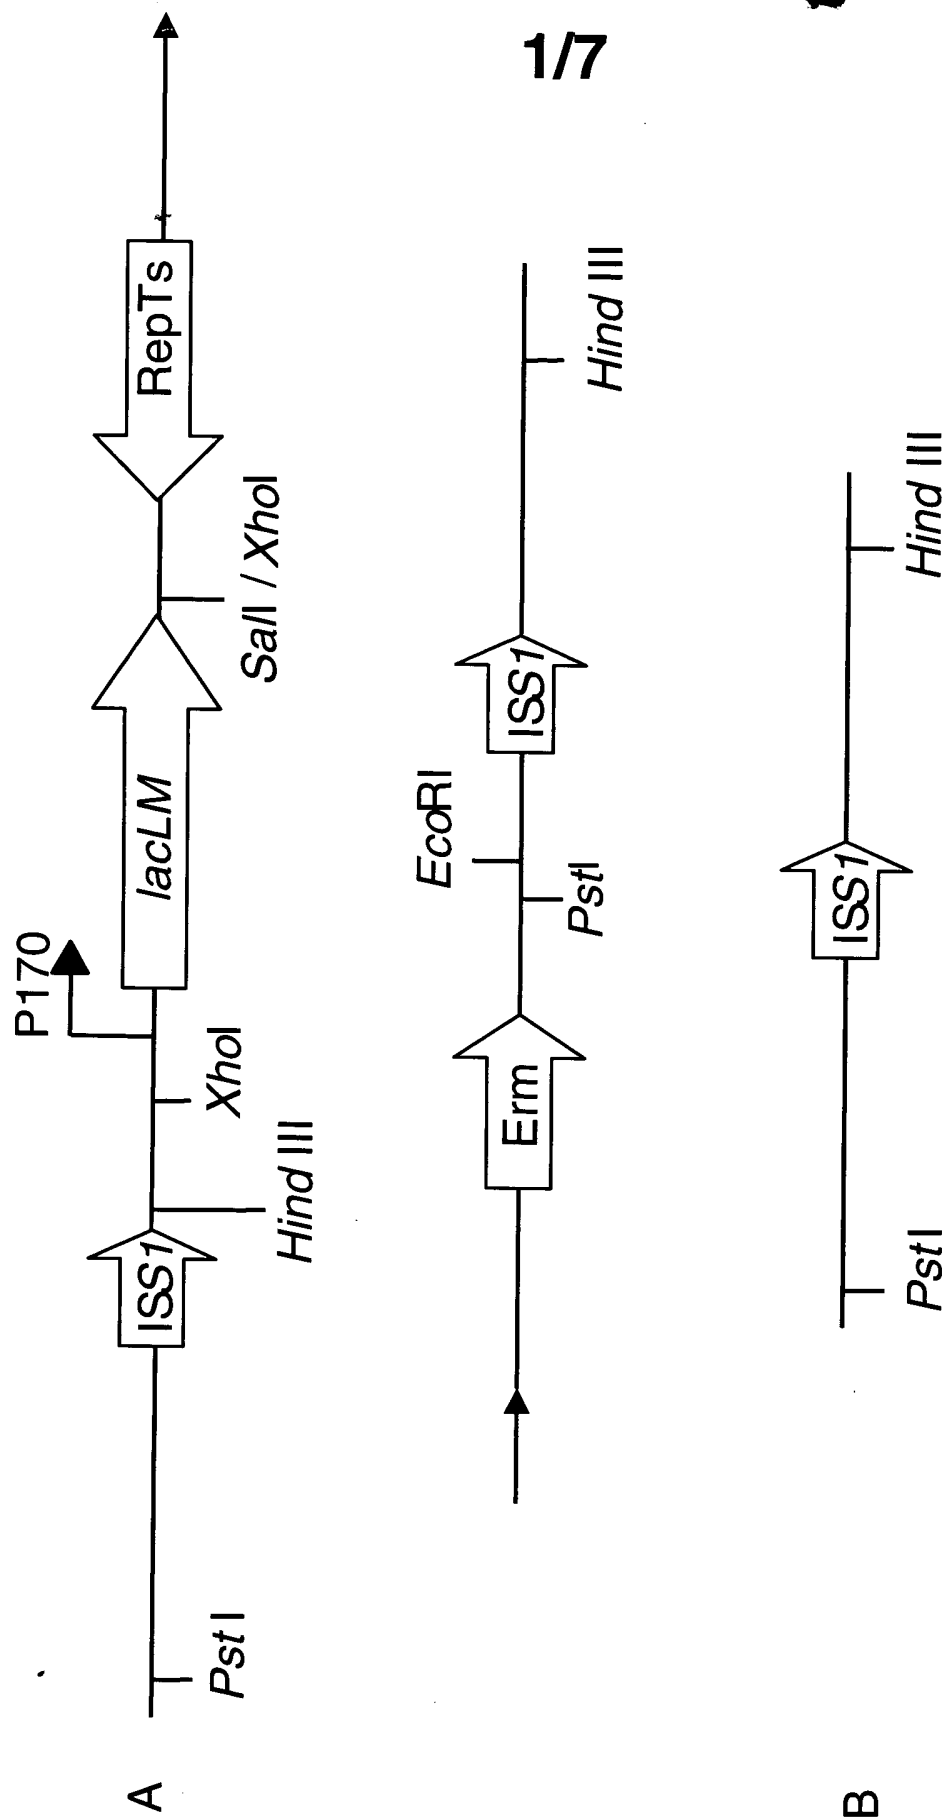 1/7
A
P170
ISS1
lacLM
RepTs
Pst I
Hind III
XhoI
SalI / XhoI
EcoRI
Erm
ISS1
PstI
Hind III
B
ISS1
Pst I
Hind III